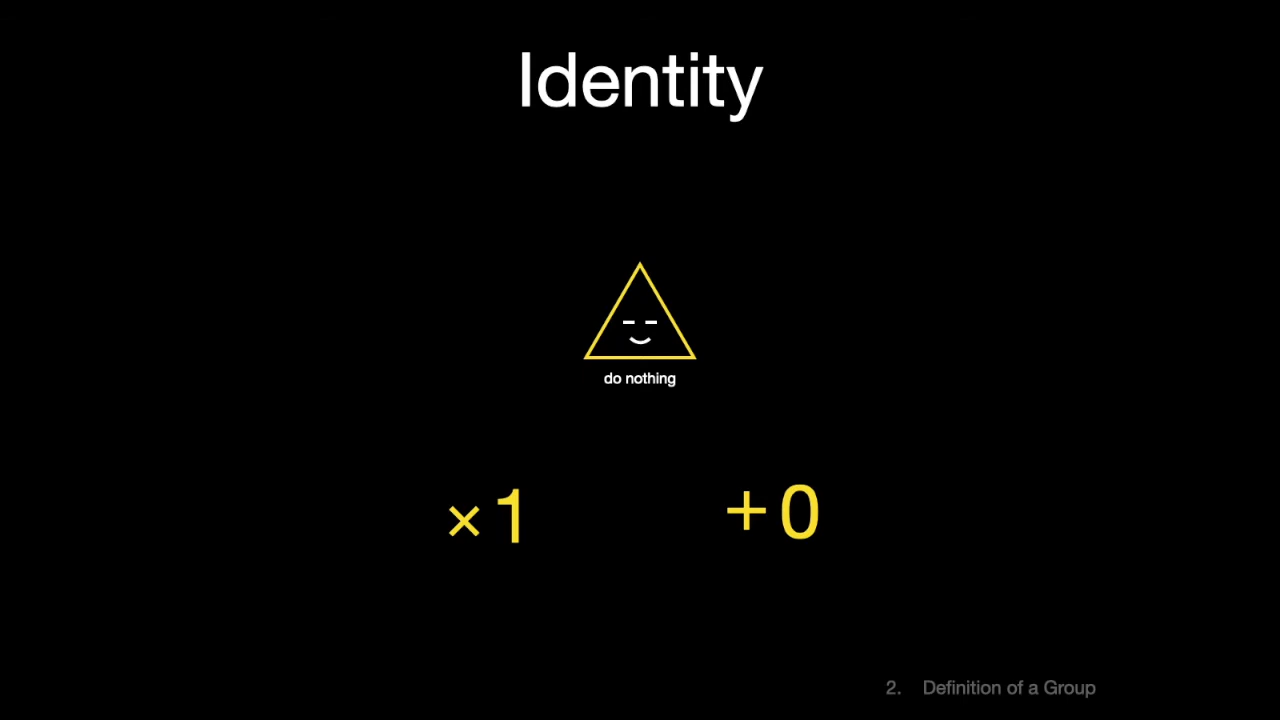 Identity
do nothing
×1
+0
2. Definition of a Group